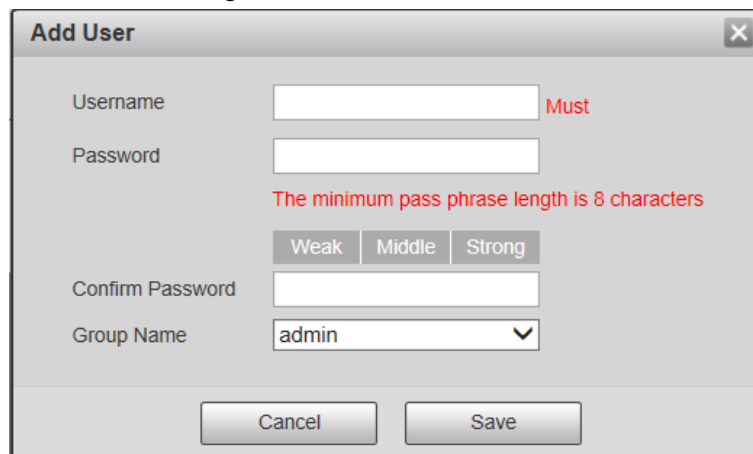 Add User
Username Must
Password
The minimum pass phrase length is 8 characters
Weak Middle Strong
Confirm Password
Group Name admin
Cancel Save